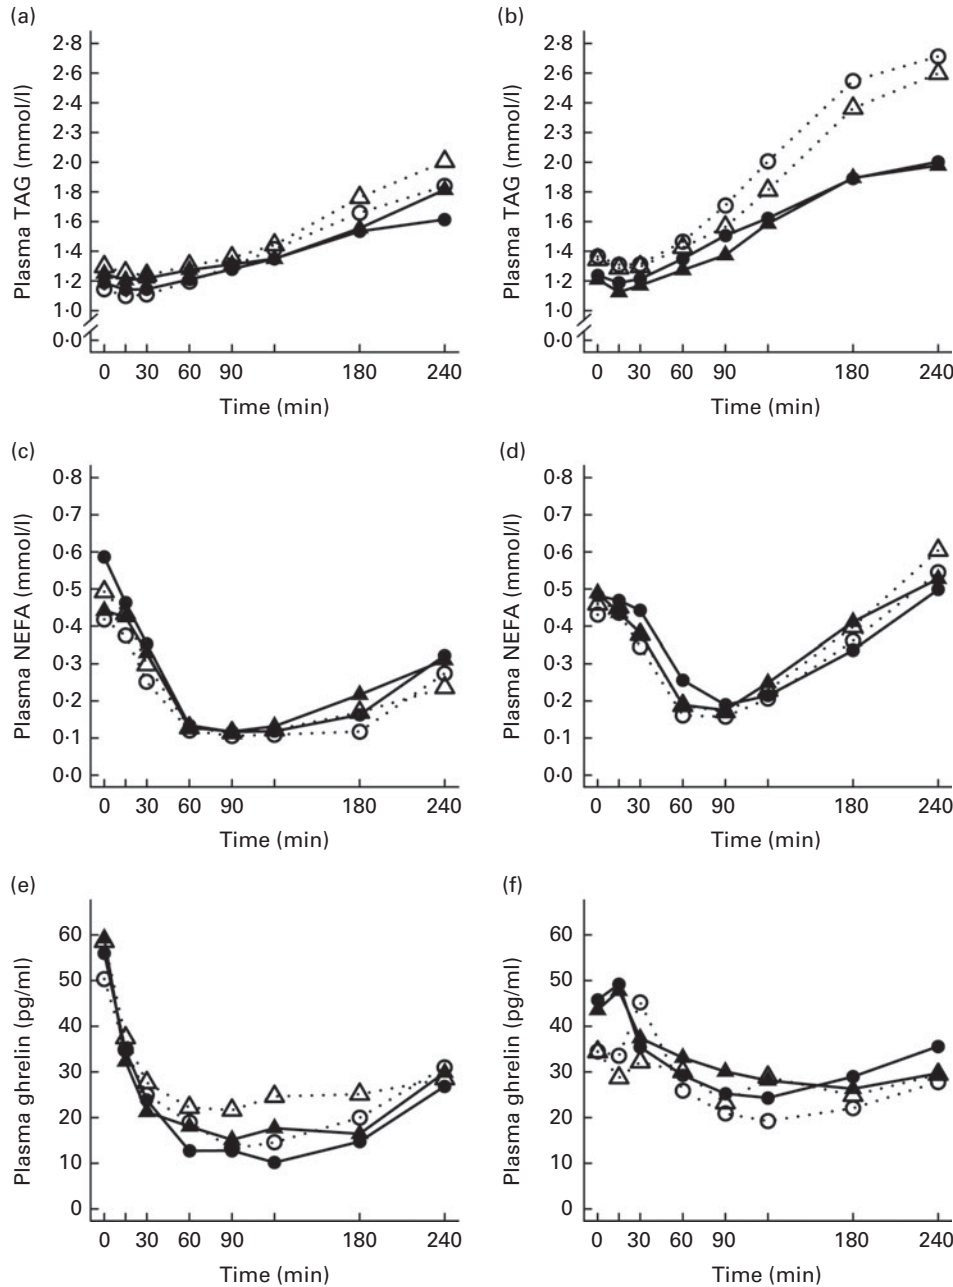 (a)
Plasma TAG (mmol/l)
2·8
2·6
2·4
2·3
2·0
1·8
1·6
1·4
1·2
1·0
0·0
0 30 60 90 180 240
Time (min)
(b)
Plasma TAG (mmol/l)
2·8
2·6
2·4
2·3
2·0
1·8
1·6
1·4
1·2
1·0
0·0
0 30 60 90 180 240
Time (min)
(c)
Plasma NEFA (mmol/l)
0·8
0·7
0·6
0·5
0·4
0·3
0·2
0·1
0·0
0 30 60 90 180 240
Time (min)
(d)
Plasma NEFA (mmol/l)
0·8
0·7
0·6
0·5
0·4
0·3
0·2
0·1
0·0
0 30 60 90 180 240
Time (min)
(e)
Plasma ghrelin (pg/ml)
60
50
40
30
20
10
0
0 30 60 90 180 240
Time (min)
(f)
Plasma ghrelin (pg/ml)
60
50
40
30
20
10
0
0 30 60 90 180 240
Time (min)